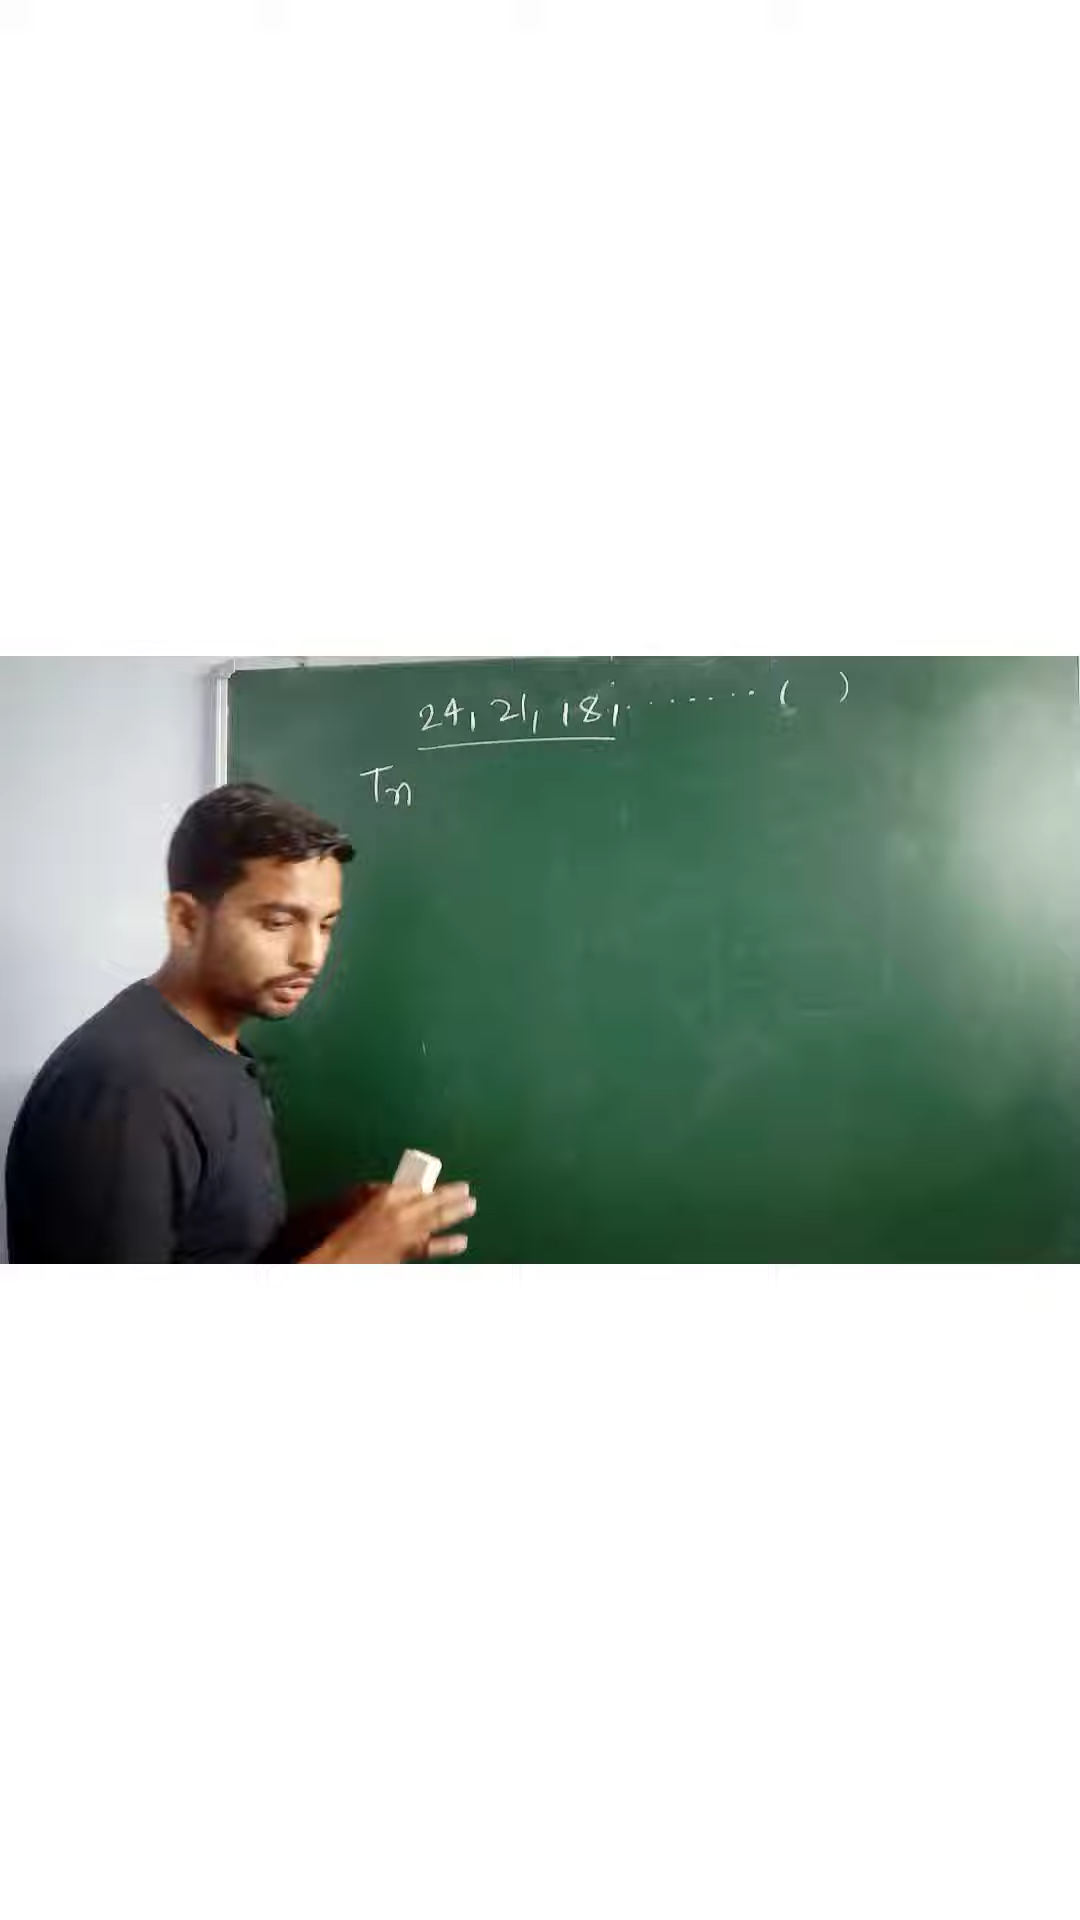 24, 21, 18, ........ ( )
Tn